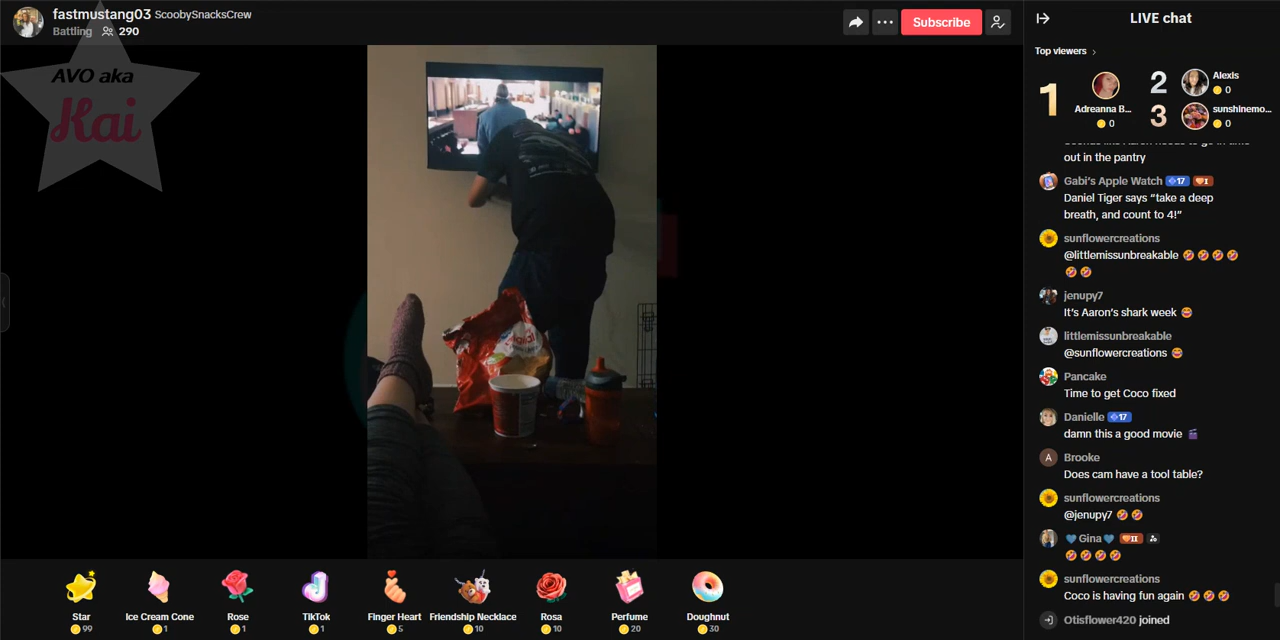 fastmustang03 ScoobySnacksCrew
Battling 290
Subscribe
LIVE chat
AVO aka
Kai
Top viewers
1
Adreanna B...
0
2
Alexis
0
3
sunshinemo...
0
out in the pantry
Gabi's Apple Watch 17 I
Daniel Tiger says “take a deep
breath, and count to 4!”
sunflowercreations
@littlemissunbreakable 🤣 🤣 🤣 🤣
🤣 🤣
jenupy7
It's Aaron's shark week 😆
littlemissunbreakable
@sunflowercreations 😆
Pancake
Time to get Coco fixed
Danielle 17
damn this a good movie 🎬
A Brooke
Does cam have a tool table?
sunflowercreations
@jenupy7 🤣 🤣
💙 Gina 💙 II
🤣 🤣 🤣 🤣
sunflowercreations
Coco is having fun again 🤣 🤣 🤣
Otisflower420 joined
Star
99
Ice Cream Cone
1
Rose
1
TikTok
1
Finger Heart
5
Friendship Necklace
10
Rosa
10
Perfume
20
Doughnut
30